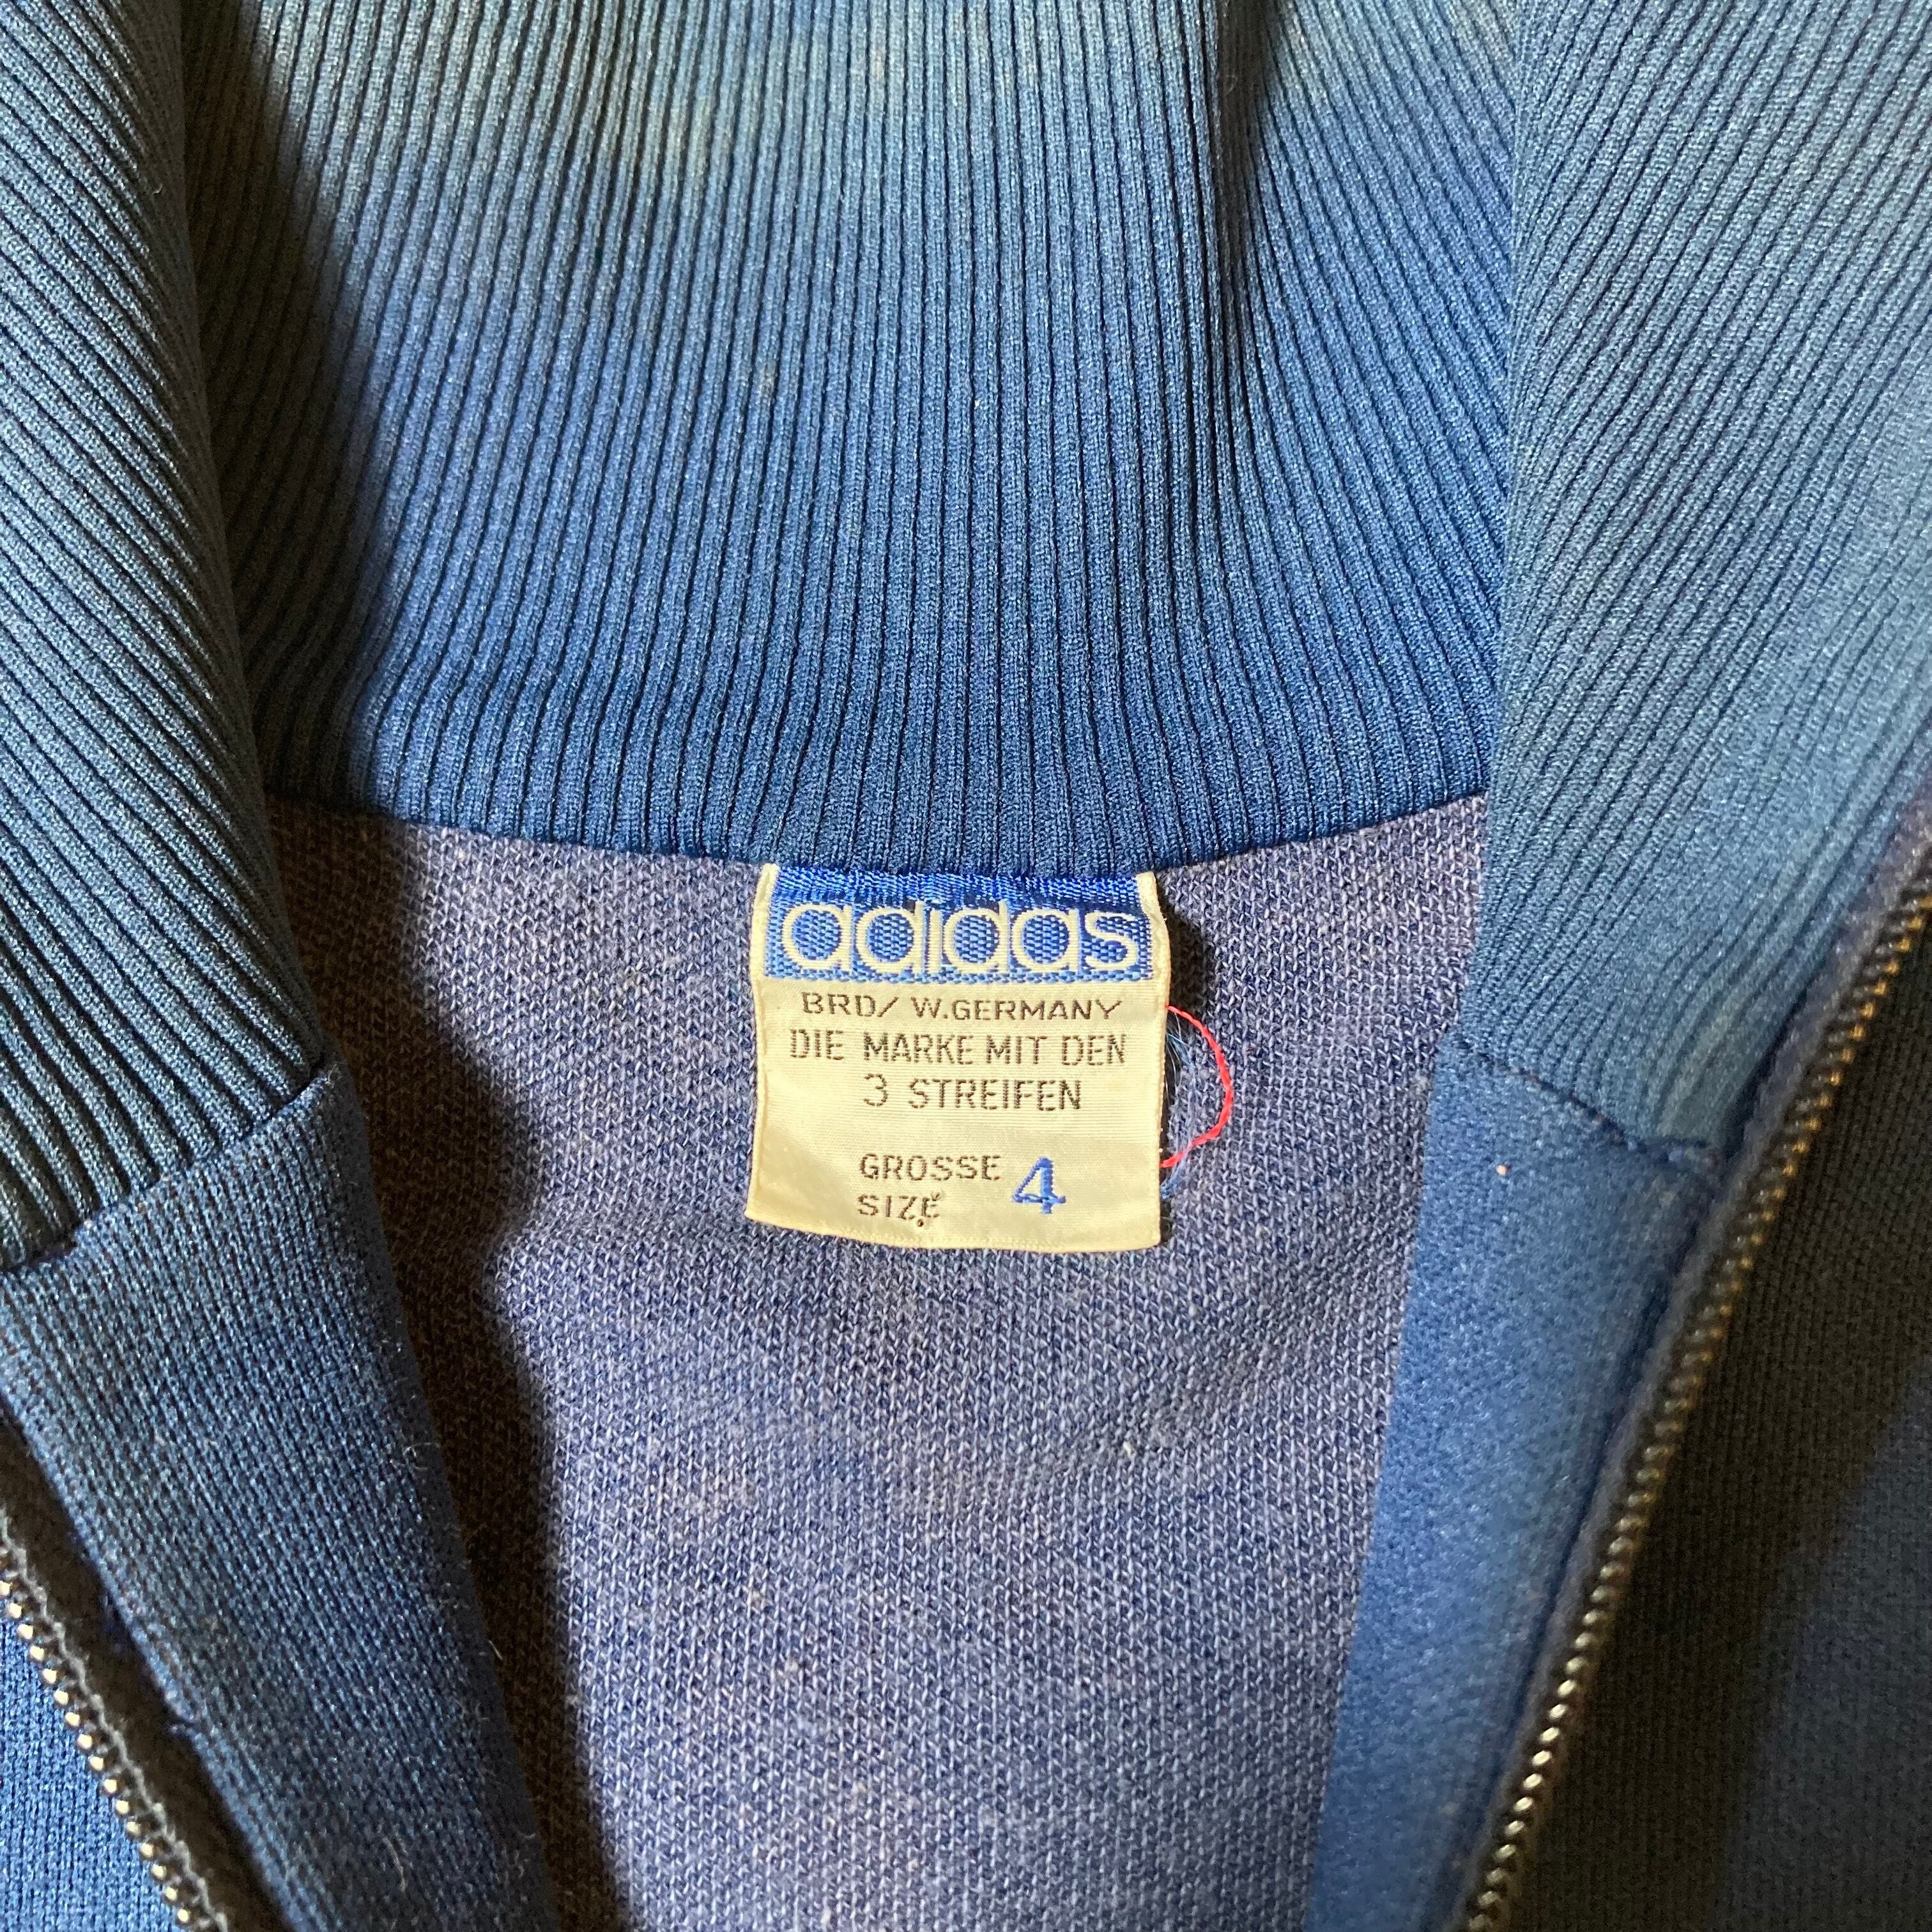 adidas
BRD/ W.GERMANY
DIE MARKE MIT DEN
3 STREIFEN
GROSSE 4
SIZE